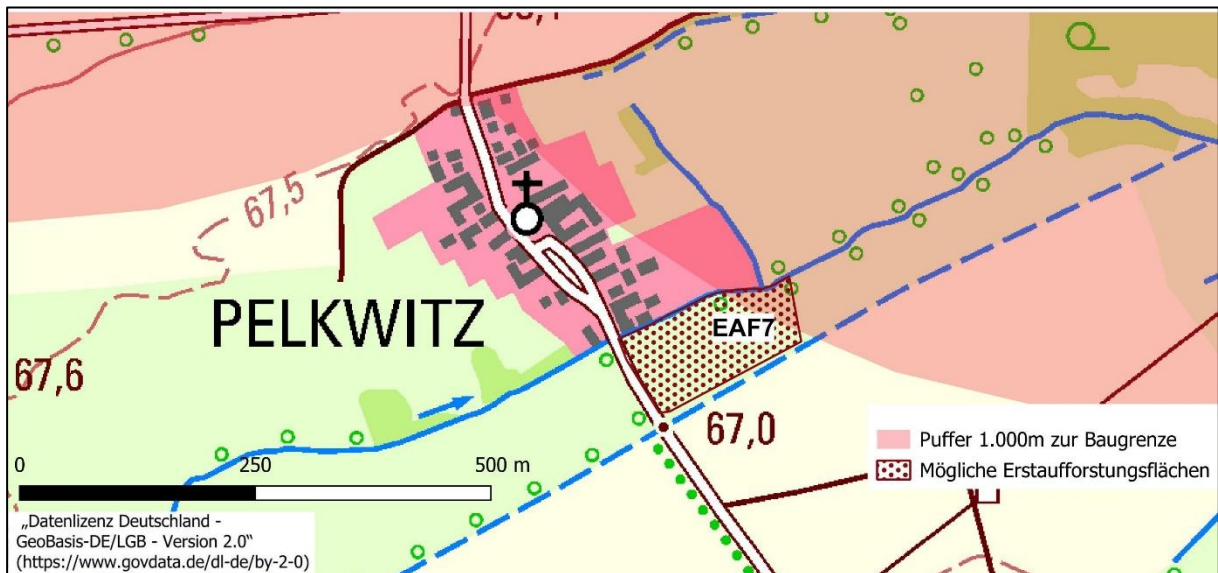 67,5
PELKWITZ
EAF7
67,6
67,0
Puffer 1.000m zur Baugrenze
Mögliche Erstaufforstungsflächen
0 250 500 m
„Datenlizenz Deutschland -
GeoBasis-DE/LGB - Version 2.0“
(https://www.govdata.de/dl-de/by-2-0)